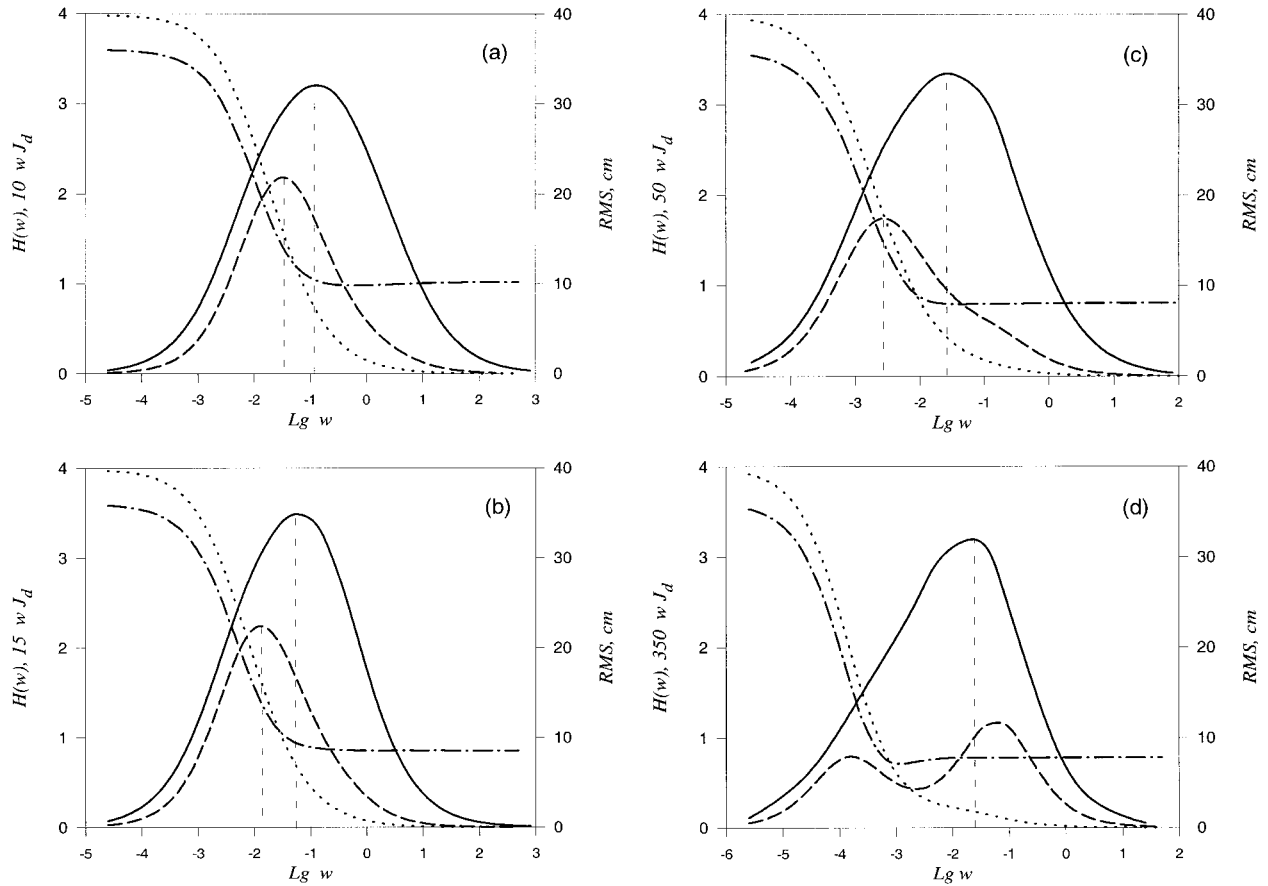 (a)
4
3
2
1
0
40
30
20
10
0
H(w), 10 w J_d
RMS, cm
-5 -4 -3 -2 -1 0 1 2 3
Lg w
(c)
4
3
2
1
0
40
30
20
10
0
H(w), 50 w J_d
RMS, cm
-5 -4 -3 -2 -1 0 1 2
Lg w
(b)
4
3
2
1
0
40
30
20
10
0
H(w), 15 w J_d
RMS, cm
-5 -4 -3 -2 -1 0 1 2 3
Lg w
(d)
4
3
2
1
0
40
30
20
10
0
H(w), 350 w J_d
RMS, cm
-6 -5 -4 -3 -2 -1 0 1 2
Lg w